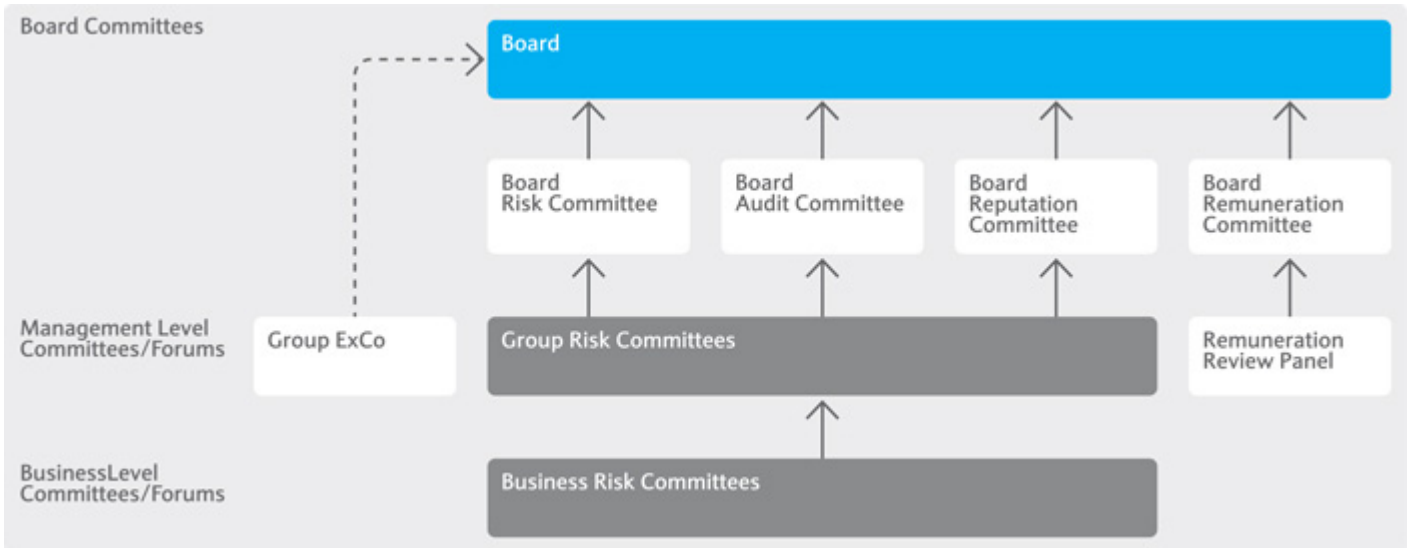 Board Committees
Board
Board
Risk Committee
Board
Audit Committee
Board
Reputation
Committee
Board
Remuneration
Committee
Management Level
Committees/Forums
Group ExCo
Group Risk Committees
Remuneration
Review Panel
BusinessLevel
Committees/Forums
Business Risk Committees